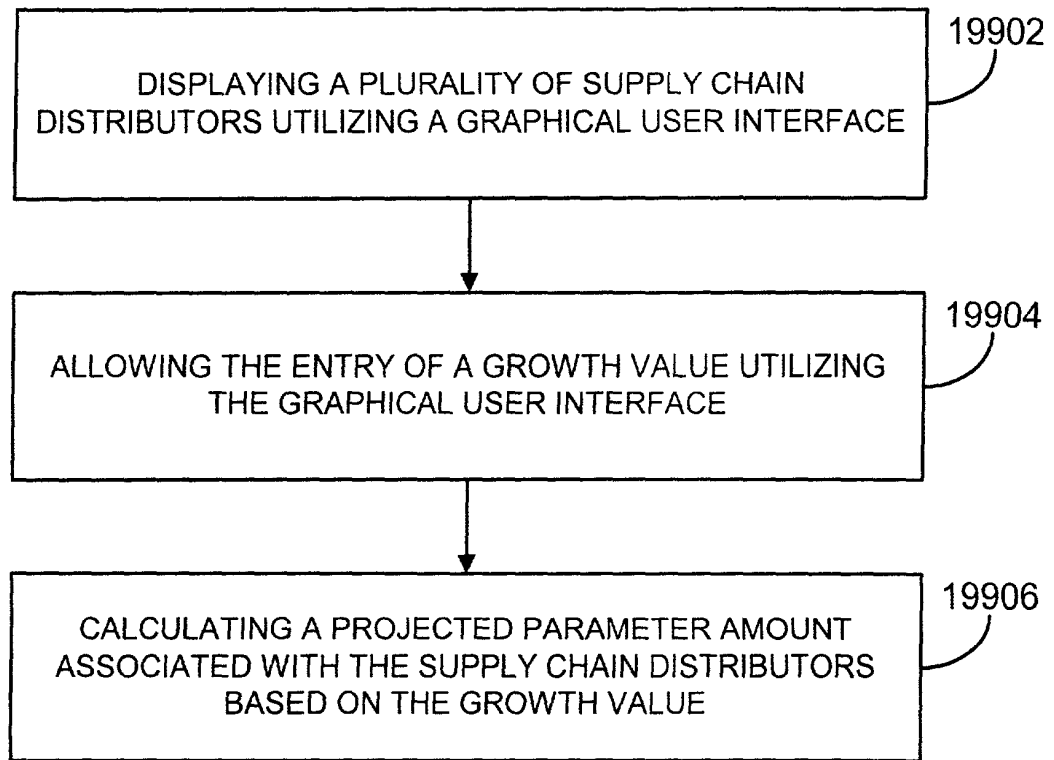 19902
DISPLAYING A PLURALITY OF SUPPLY CHAIN
DISTRIBUTORS UTILIZING A GRAPHICAL USER INTERFACE
19904
ALLOWING THE ENTRY OF A GROWTH VALUE UTILIZING
THE GRAPHICAL USER INTERFACE
19906
CALCULATING A PROJECTED PARAMETER AMOUNT
ASSOCIATED WITH THE SUPPLY CHAIN DISTRIBUTORS
BASED ON THE GROWTH VALUE